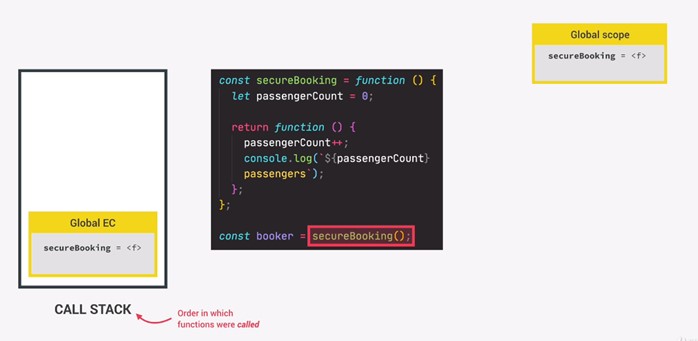 Global scope
secureBooking = <f>
const secureBooking = function () {
let passengerCount = 0;
return function () {
passengerCount++;
console.log(`${passengerCount}
passengers`);
};
};
const booker = secureBooking();
Global EC
secureBooking = <f>
CALL STACK
Order in which
functions were called